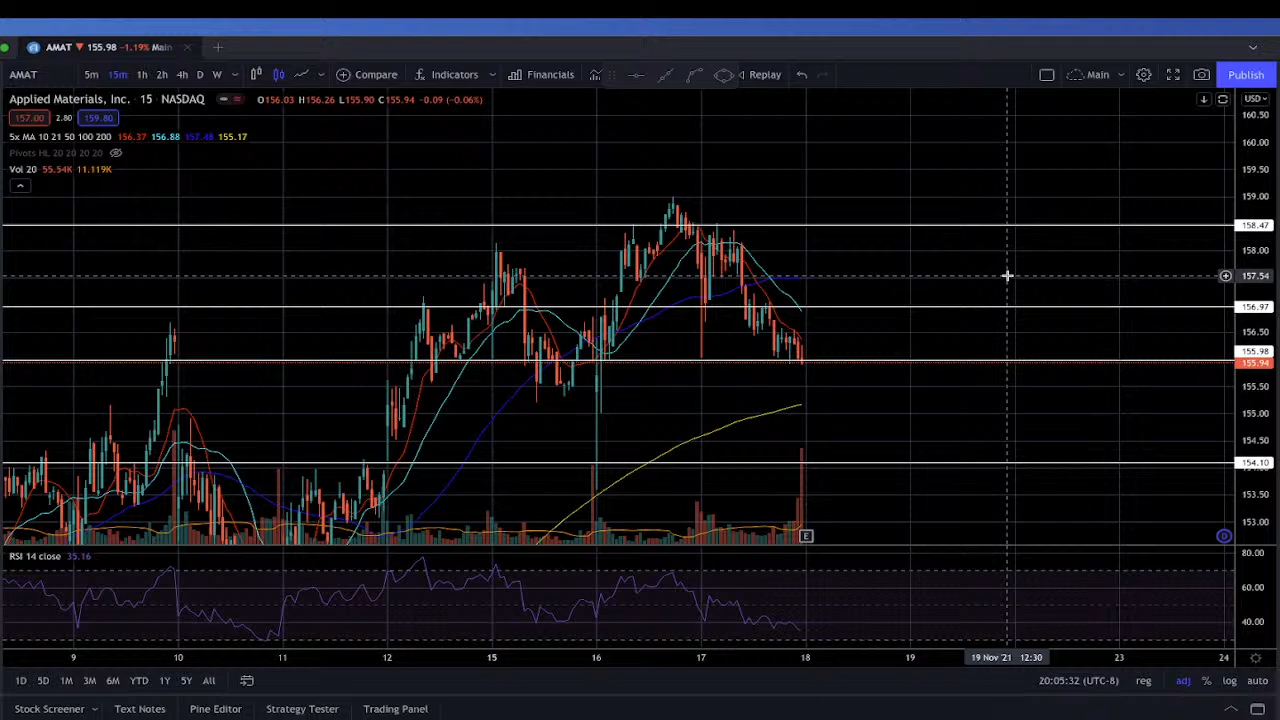 AMAT 155.98 −1.19% Main
AMAT 5m 15m 1h 2h 4h D W Compare Indicators Financials Replay Main Publish
Applied Materials, Inc. · 15 · NASDAQ O156.03 H156.26 L155.90 C155.94 −0.09 (−0.06%) USD
157.00 2.80 159.80
5x MA 10 21 50 100 200 156.37 156.88 157.48 155.17
Pivots HL 20 20 20 20
Vol 20 55.54K 11.119K
160.50
160.00
159.50
159.00
158.47
158.00
157.54
156.97
156.50
155.98
155.94
155.50
155.00
154.50
154.10
153.50
153.00
E D
RSI 14 close 35.16
80.00
60.00
40.00
9 10 11 15 16 17 18 19 19 Nov '21 12:30 23 24
1D 5D 1M 3M 6M YTD 1Y 5Y All 20:05:32 (UTC-8) reg adj % log auto
Stock Screener Text Notes Pine Editor Strategy Tester Trading Panel